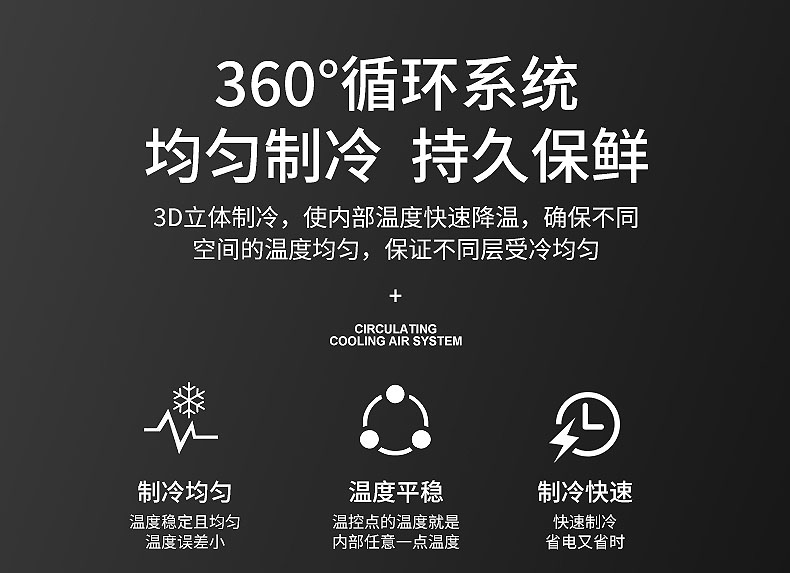 360°循环系统
均匀制冷 持久保鲜
3D立体制冷，使内部温度快速降温，确保不同
空间的温度均匀，保证不同层受冷均匀
+
CIRCULATING
COOLING AIR SYSTEM
制冷均匀
温度稳定且均匀
温度误差小
温度平稳
温控点的温度就是
内部任意一点温度
制冷快速
快速制冷
省电又省时